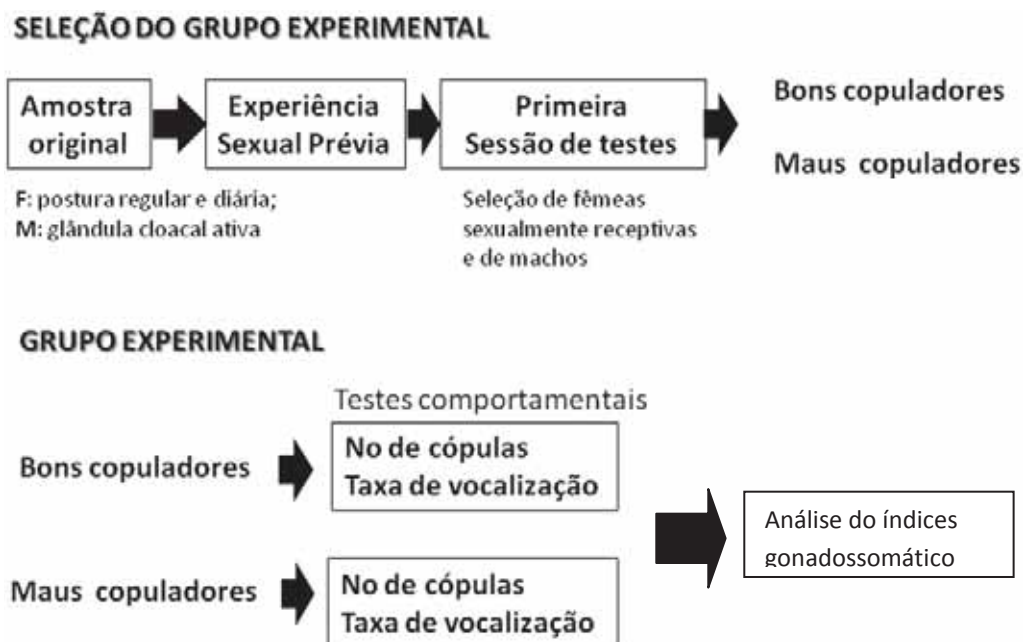 SELEÇÃO DO GRUPO EXPERIMENTAL
Amostra
original
Experiência
Sexual Prévia
Primeira
Sessão de testes
Bons copuladores
Maus copuladores
F: postura regular e diária;
M: glândula cloacal ativa
Seleção de fêmeas
sexualmente receptivas
e de machos
GRUPO EXPERIMENTAL
Testes comportamentais
Bons copuladores
No de cópulas
Taxa de vocalização
Maus copuladores
No de cópulas
Taxa de vocalização
Análise do índices
gonadossomático